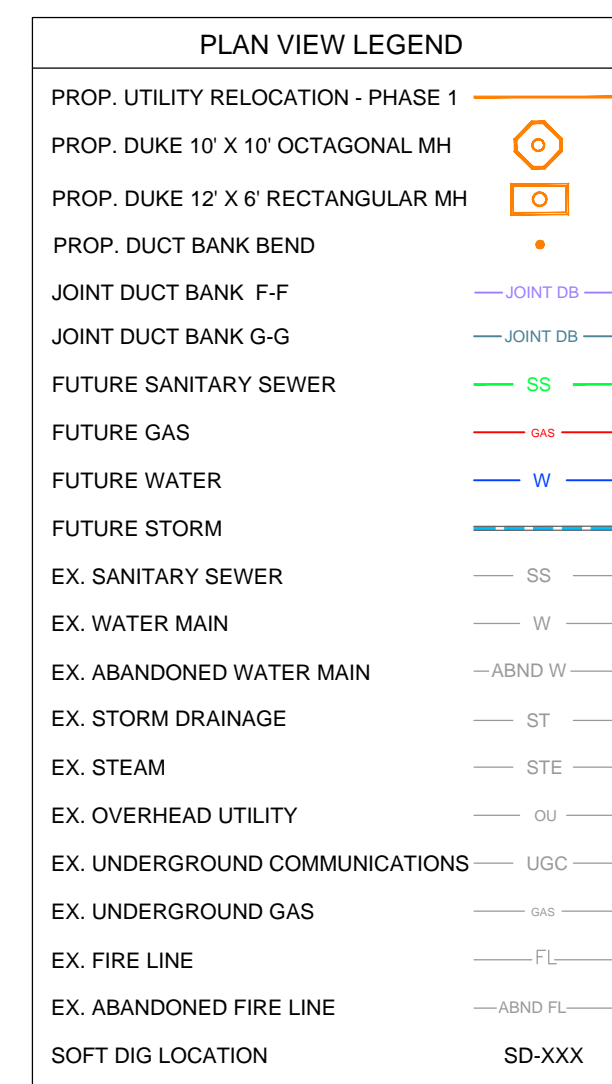 PLAN VIEW LEGEND
PROP. UTILITY RELOCATION - PHASE 1
PROP. DUKE 10' X 10' OCTAGONAL MH
PROP. DUKE 12' X 6' RECTANGULAR MH
PROP. DUCT BANK BEND
JOINT DUCT BANK F-F JOINT DB
JOINT DUCT BANK G-G JOINT DB
FUTURE SANITARY SEWER SS
FUTURE GAS GAS
FUTURE WATER W
FUTURE STORM
EX. SANITARY SEWER SS
EX. WATER MAIN W
EX. ABANDONED WATER MAIN ABND W
EX. STORM DRAINAGE ST
EX. STEAM STE
EX. OVERHEAD UTILITY OU
EX. UNDERGROUND COMMUNICATIONS UGC
EX. UNDERGROUND GAS GAS
EX. FIRE LINE FL
EX. ABANDONED FIRE LINE ABND FL
SOFT DIG LOCATION SD-XXX